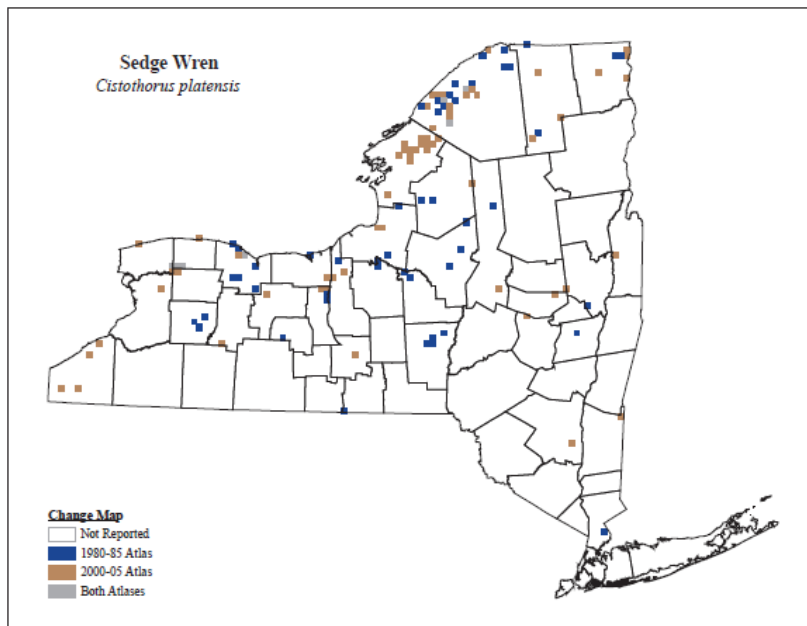 Sedge Wren
Cistothorus platensis
Change Map
Not Reported
1980-85 Atlas
2000-05 Atlas
Both Atlases